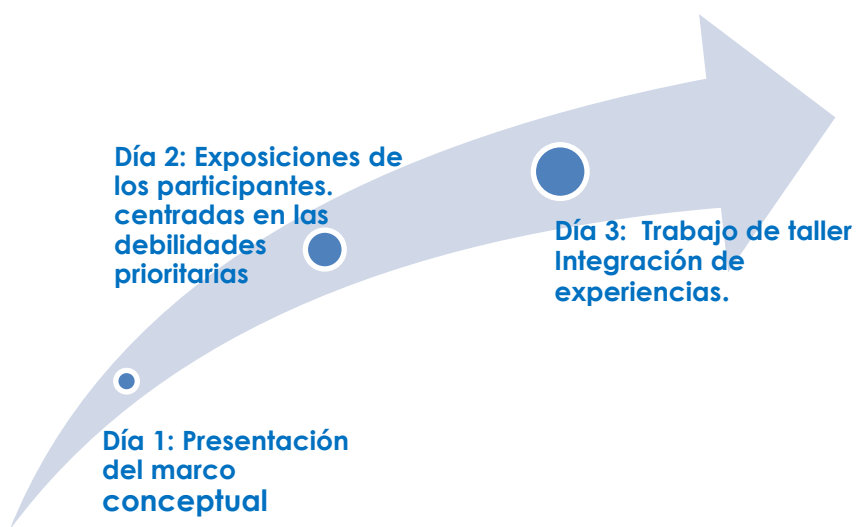 Día 2: Exposiciones de
los participantes.
centradas en las
debilidades
prioritarias
Día 3:  Trabajo de taller
Integración de
experiencias.
Día 1: Presentación
del marco
conceptual